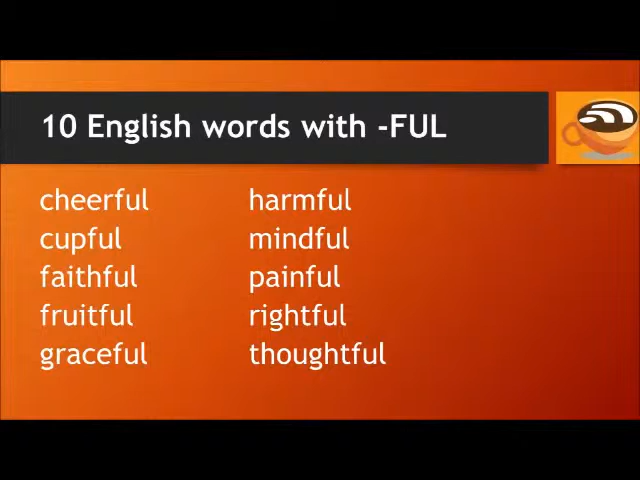 10 English words with -FUL
cheerful
cupful
faithful
fruitful
graceful
harmful
mindful
painful
rightful
thoughtful